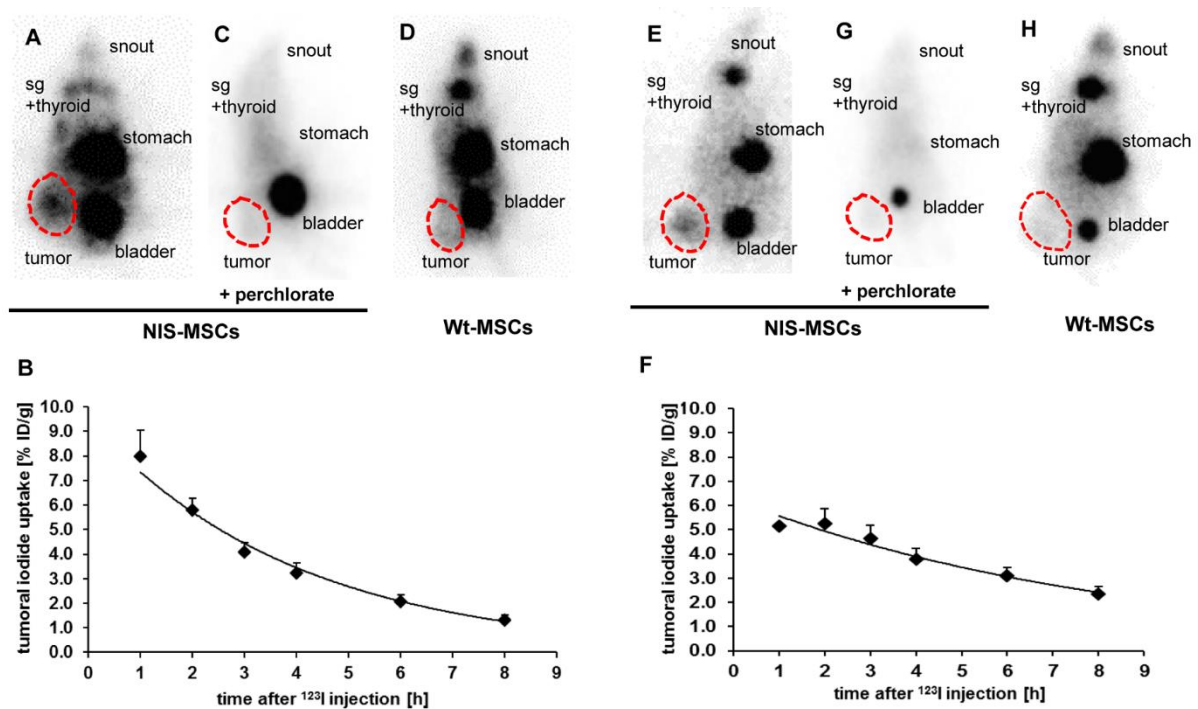 A
snout
sg
+thyroid
stomach
tumor
bladder
C
snout
sg
+thyroid
stomach
bladder
tumor
+ perchlorate
D
snout
sg
+thyroid
stomach
bladder
tumor
NIS-MSCs
Wt-MSCs
E
snout
sg
+thyroid
stomach
bladder
tumor
G
snout
sg
+thyroid
stomach
bladder
tumor
+ perchlorate
H
snout
sg
+thyroid
stomach
bladder
tumor
NIS-MSCs
Wt-MSCs
B
tumoral iodide uptake [% ID/g]
10.0
9.0
8.0
7.0
6.0
5.0
4.0
3.0
2.0
1.0
0.0
0 1 2 3 4 5 6 7 8 9
time after ¹²³I injection [h]
F
tumoral iodide uptake [% ID/g]
10.0
9.0
8.0
7.0
6.0
5.0
4.0
3.0
2.0
1.0
0.0
0 1 2 3 4 5 6 7 8 9
time after ¹²³I injection [h]